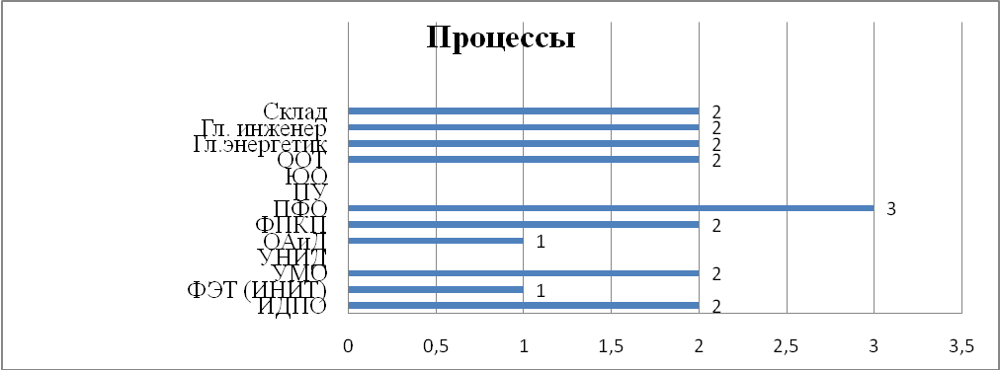 Процессы
Склад 2
Гл. инженер 2
Гл.энергетик 2
ООТ 2
ЮО
ЦУ
ПФО 3
ФПКЦ 2
ОАиД 1
УНИД
УМО 2
ФЭТ (ИНИТ) 1
ИДПО 2
0 0,5 1 1,5 2 2,5 3 3,5